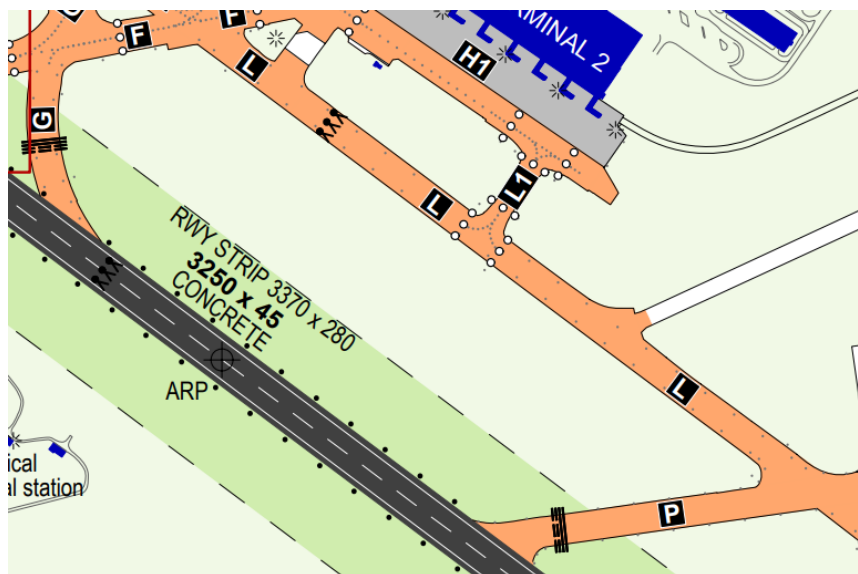 F
F
L
H1
TERMINAL 2
G
L
L1
RWY STRIP 3370 x 280
3250 x 45
CONCRETE
ARP
L
P
ical
al station